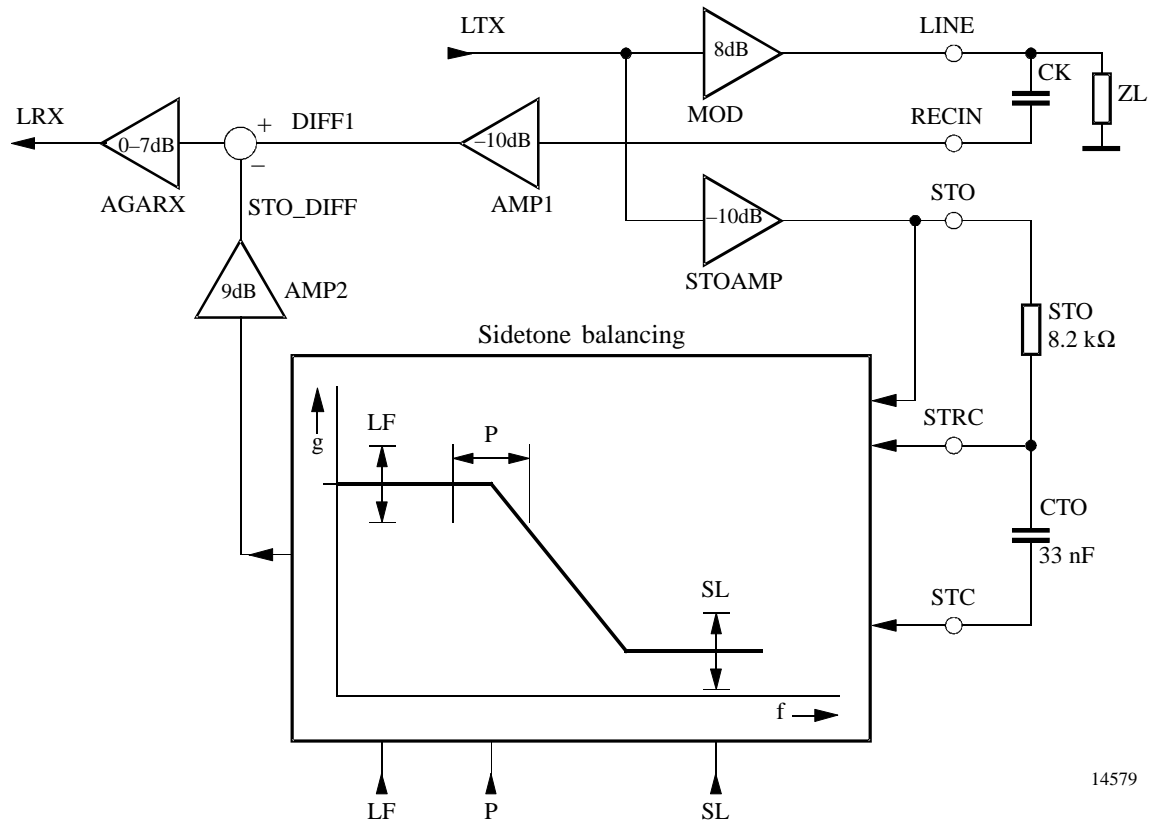 LTX
8dB
LINE
MOD
CK
ZL
LRX
0–7dB
AGARX
+
−
DIFF1
–10dB
AMP1
RECIN
STO_DIFF
–10dB
STOAMP
STO
9dB
AMP2
STO
8.2 kΩ
Sidetone balancing
g
LF
P
SL
f
STRC
CTO
33 nF
STC
LF
P
SL
14579